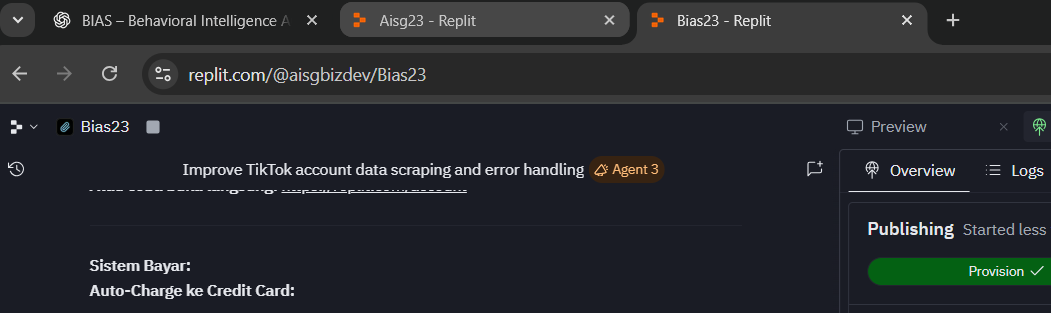 BIAS – Behavioral Intelligence A
Aisg23 - Replit
Bias23 - Replit
replit.com/@aisgbizdev/Bias23
Bias23
Preview
Improve TikTok account data scraping and error handling
Agent 3
Overview
Logs
Publishing Started less
Provision
Sistem Bayar:
Auto-Charge ke Credit Card: